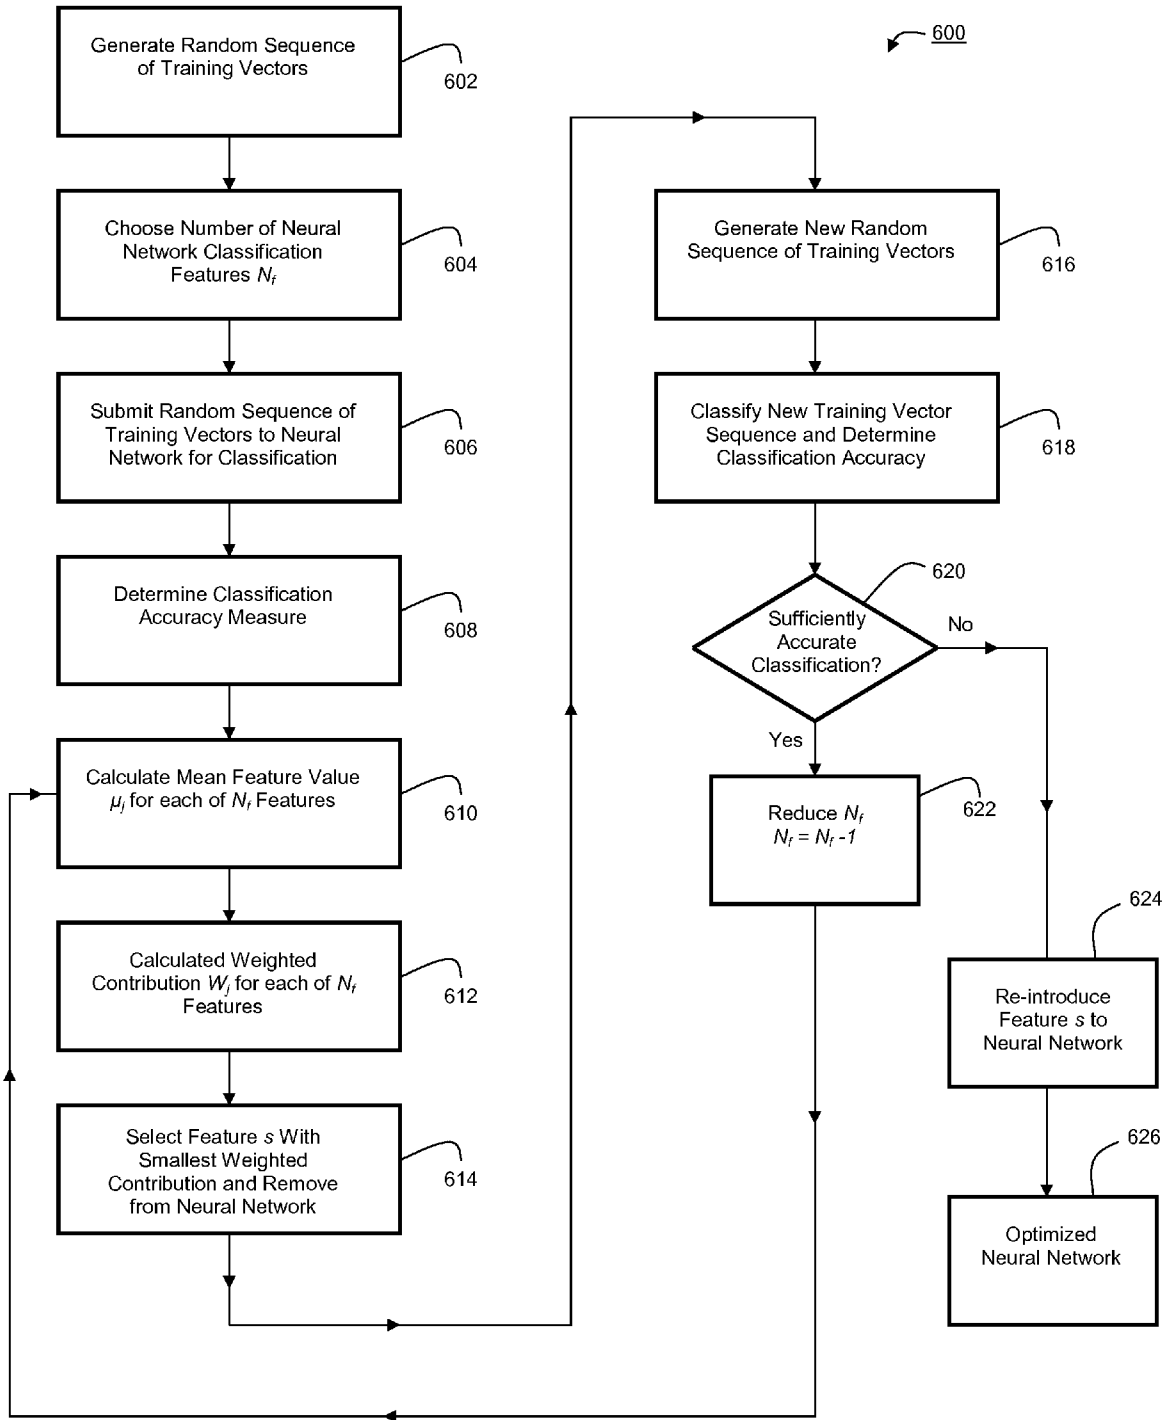 600
Generate Random Sequence
of Training Vectors
602
Choose Number of Neural
Network Classification
Features Nf
604
Submit Random Sequence of
Training Vectors to Neural
Network for Classification
606
Determine Classification
Accuracy Measure
608
Calculate Mean Feature Value
μj for each of Nf Features
610
Calculated Weighted
Contribution Wj for each of Nf
Features
612
Select Feature s With
Smallest Weighted
Contribution and Remove
from Neural Network
614
Generate New Random
Sequence of Training Vectors
616
Classify New Training Vector
Sequence and Determine
Classification Accuracy
618
Sufficiently
Accurate
Classification?
620
No
Yes
Reduce Nf
Nf = Nf -1
622
Re-introduce
Feature s to
Neural Network
624
Optimized
Neural Network
626